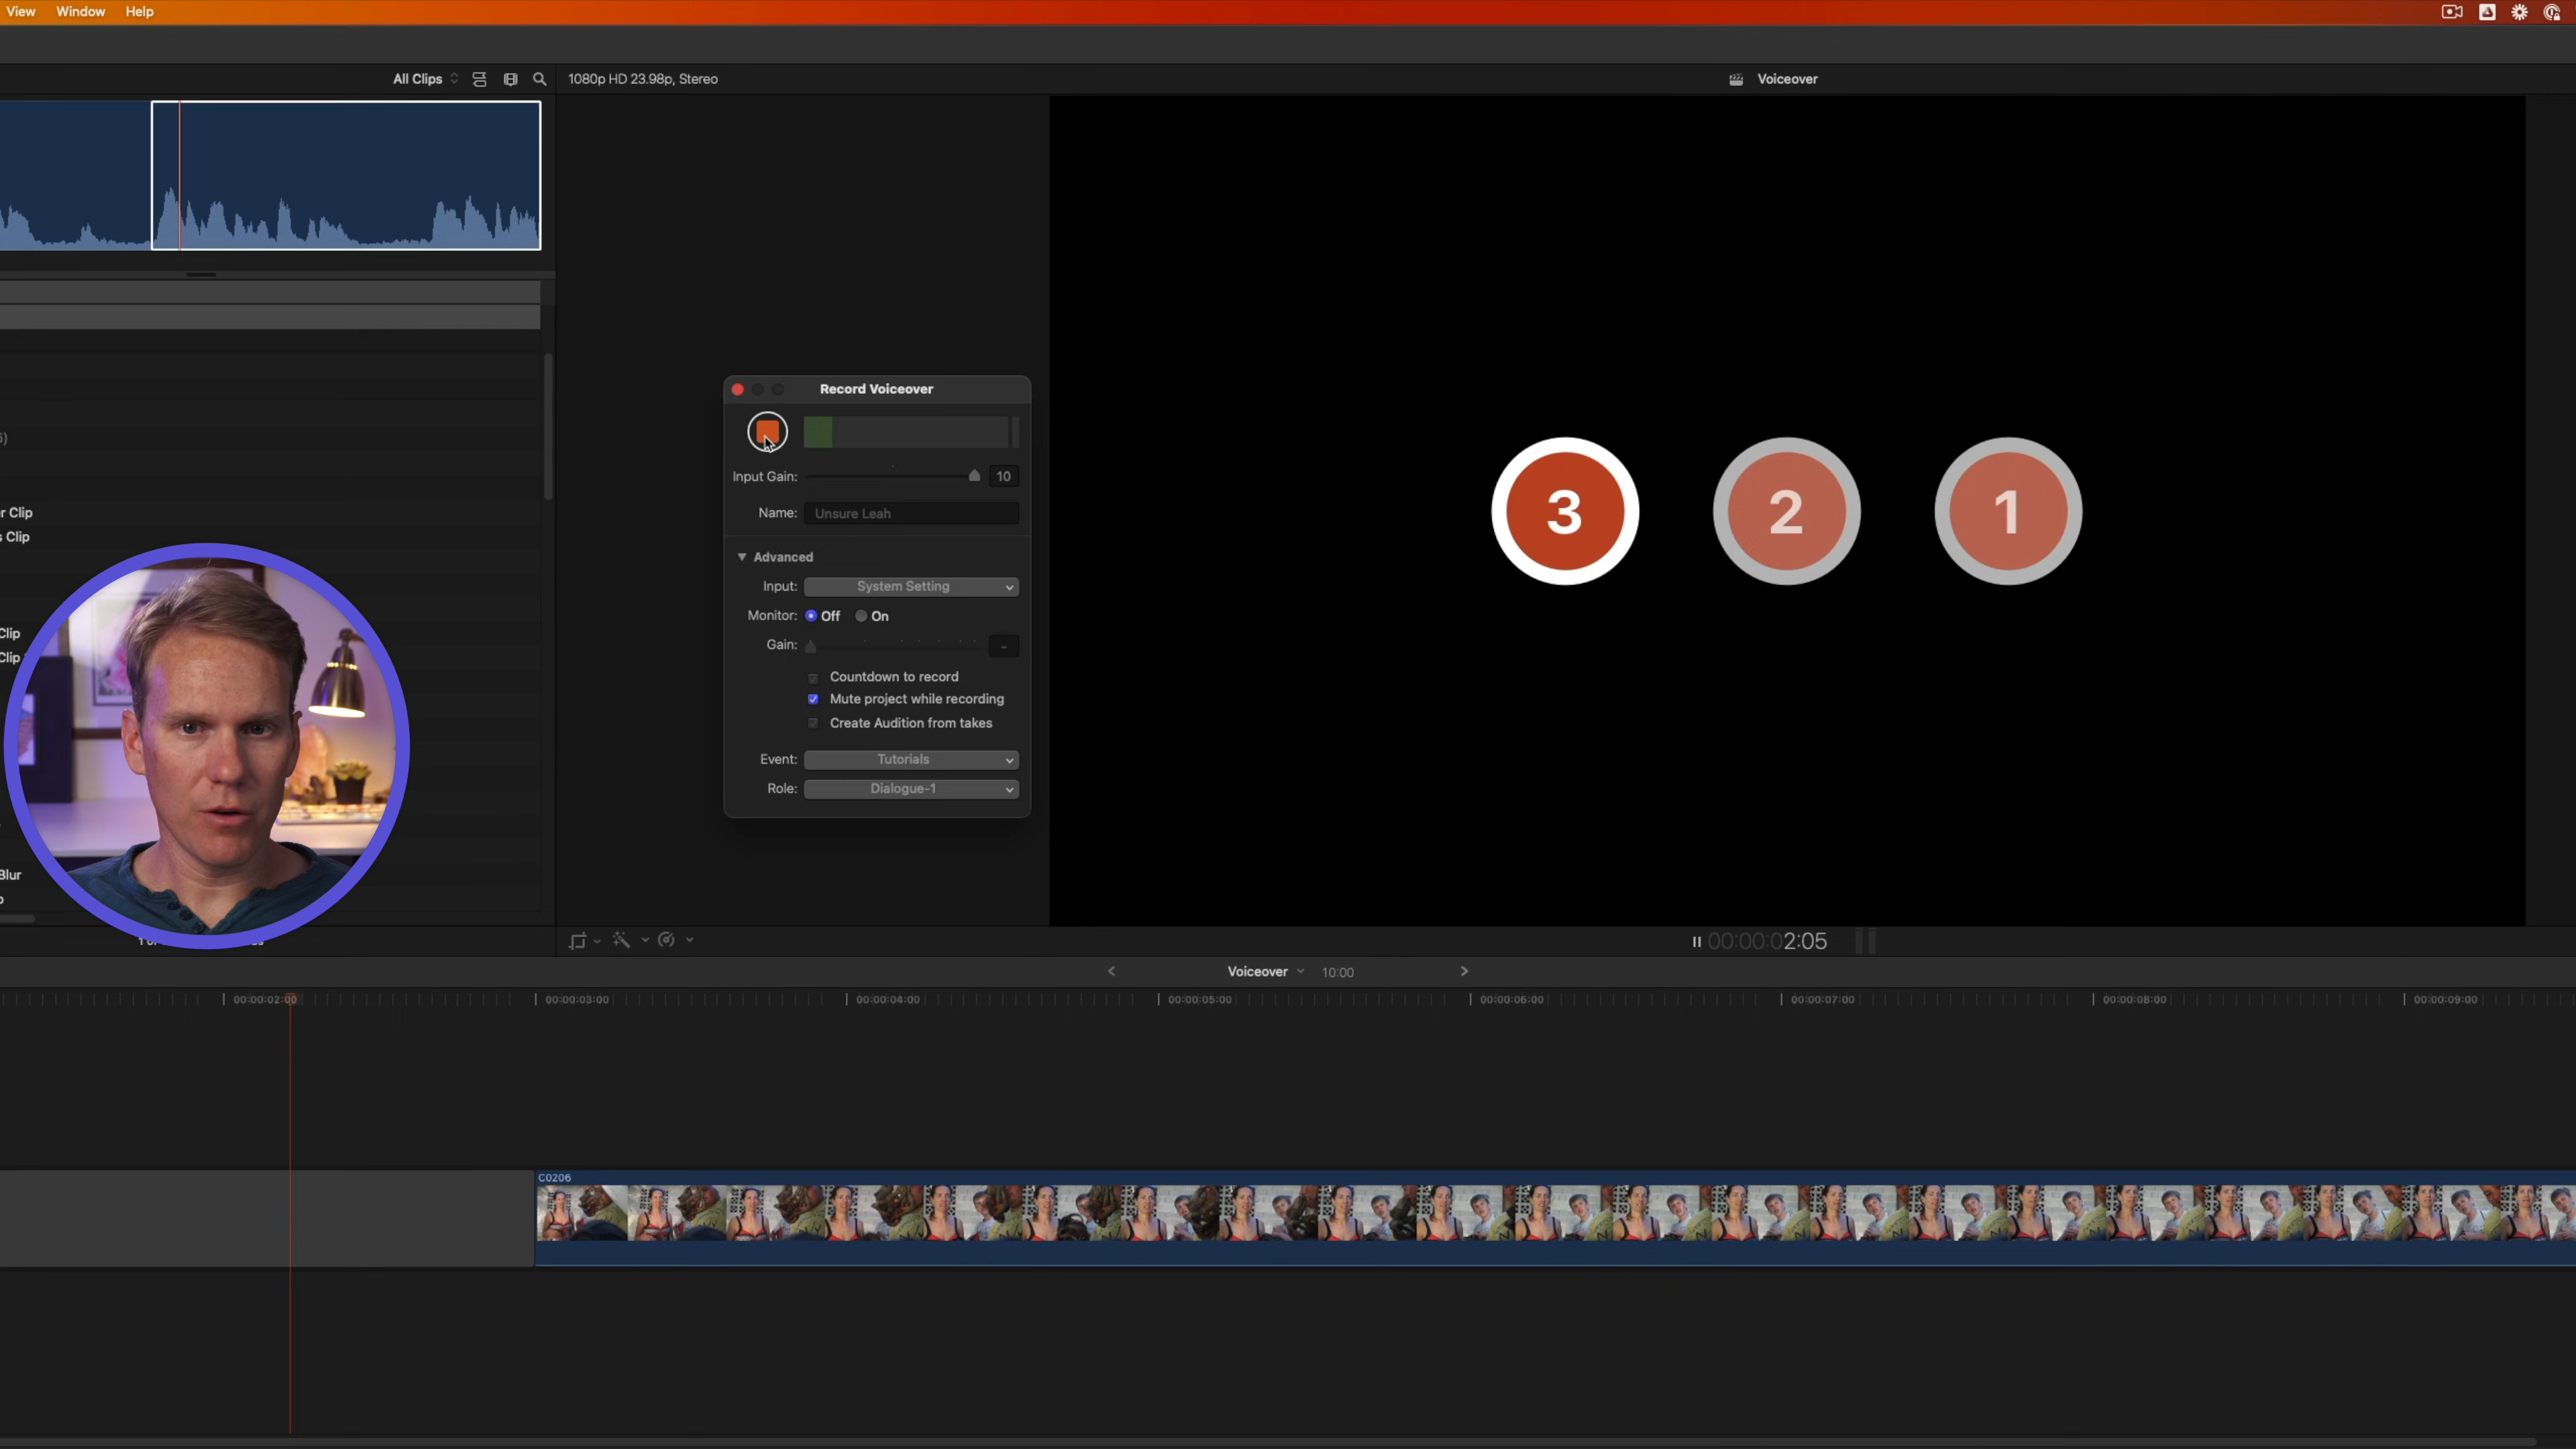 View Window Help
All Clips
1080p HD 23.98p, Stereo
Voiceover
Record Voiceover
Input Gain: 10
Name: Unsure Leah
Advanced
Input: System Setting
Monitor: Off On
Gain: -
Countdown to record
Mute project while recording
Create Audition from takes
Event: Tutorials
Role: Dialogue-1
3 2 1
r Clip
s Clip
Clip
Clip
Blur
00:00:00:02:05
Voiceover 10:00
00:00:02:00 00:00:03:00 00:00:04:00 00:00:05:00 00:00:06:00 00:00:07:00 00:00:08:00 00:00:09:00
C0206